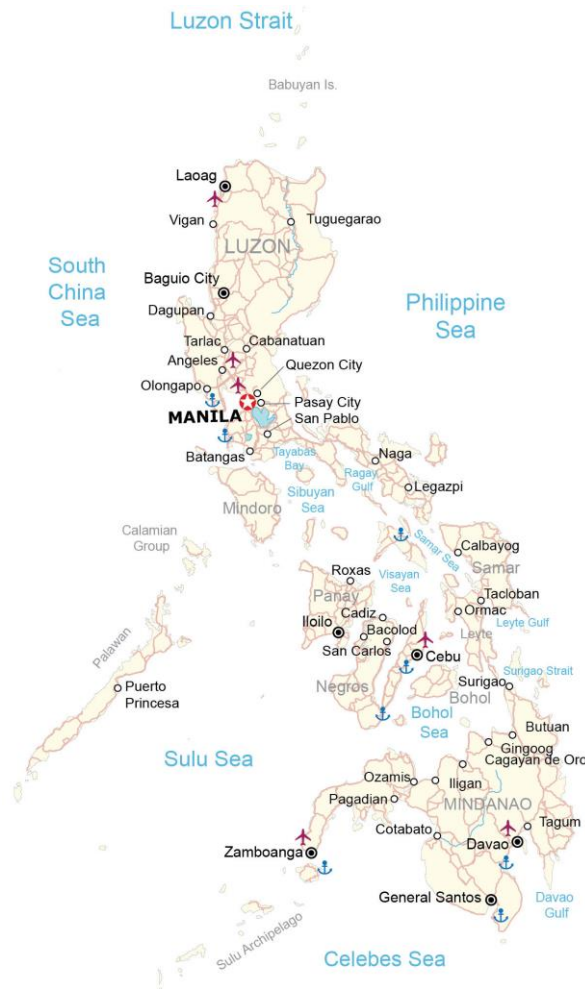 Luzon Strait
Babuyan Is.
Laoag
Vigan
Tuguegarao
LUZON
South
China
Sea
Baguio City
Philippine
Sea
Dagupan
Tarlac
Cabanatuan
Angeles
Quezon City
Olongapo
Pasay City
MANILA
San Pablo
Batangas
Tayabas
Bay
Naga
Ragay
Gulf
Sibuyan
Sea
Legazpi
Mindoro
Calamian
Group
Samar Sea
Calbayog
Samar
Roxas
Visayan
Sea
Panay
Tacloban
Cadiz
Ormac
Iloilo
Bacolod
Leyte Gulf
San Carlos
Leyte
Cebu
Palawan
Surigao Strait
Surigao
Negros
Bohol
Puerto
Princesa
Bohol
Sea
Butuan
Gingoog
Sulu Sea
Cagayan de Oro
Ozamis
Iligan
Pagadian
MINDANAO
Tagum
Cotabato
Davao
Zamboanga
General Santos
Davao
Gulf
Sulu Archipelago
Celebes Sea